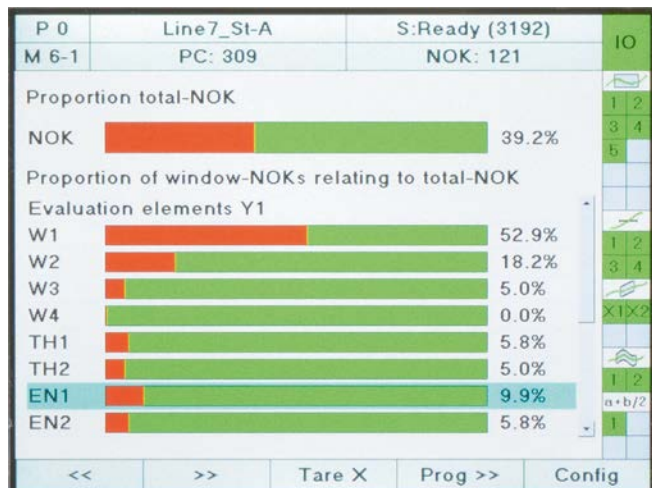 P 0 Line7_St-A S:Ready (3192) IO
M 6-1 PC: 309 NOK: 121
Proportion total-NOK
1 2
NOK 39.2% 3 4
5
Proportion of window-NOKs relating to total-NOK
Evaluation elements Y1
W1 52.9% 1 2
W2 18.2% 3 4
W3 5.0%
W4 0.0% X1 X2
TH1 5.8%
TH2 5.0% 1 2
EN1 9.9% a+b/2
EN2 5.8% 1
<< >> Tare X Prog >> Config